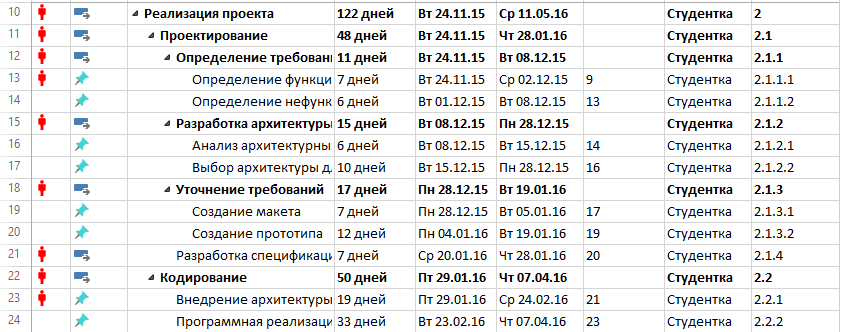 10 Реализация проекта 122 дней Вт 24.11.15 Ср 11.05.16 Студентка 2
11 Проектирование 48 дней Вт 24.11.15 Чт 28.01.16 Студентка 2.1
12 Определение требован 11 дней Вт 24.11.15 Вт 08.12.15 Студентка 2.1.1
13 Определение функци 7 дней Вт 24.11.15 Ср 02.12.15 9 Студентка 2.1.1.1
14 Определение нефунк 6 дней Вт 01.12.15 Вт 08.12.15 13 Студентка 2.1.1.2
15 Разработка архитектуры 15 дней Вт 08.12.15 Пн 28.12.15 Студентка 2.1.2
16 Анализ архитектурны 6 дней Вт 08.12.15 Вт 15.12.15 14 Студентка 2.1.2.1
17 Выбор архитектуры д 10 дней Вт 15.12.15 Пн 28.12.15 16 Студентка 2.1.2.2
18 Уточнение требований 17 дней Пн 28.12.15 Вт 19.01.16 Студентка 2.1.3
19 Создание макета 7 дней Пн 28.12.15 Вт 05.01.16 17 Студентка 2.1.3.1
20 Создание прототипа 12 дней Пн 04.01.16 Вт 19.01.16 19 Студентка 2.1.3.2
21 Разработка спецификац 7 дней Ср 20.01.16 Чт 28.01.16 20 Студентка 2.1.4
22 Кодирование 50 дней Пт 29.01.16 Чт 07.04.16 Студентка 2.2
23 Внедрение архитектуры 19 дней Пт 29.01.16 Ср 24.02.16 21 Студентка 2.2.1
24 Программная реализац 33 дней Вт 23.02.16 Чт 07.04.16 23 Студентка 2.2.2